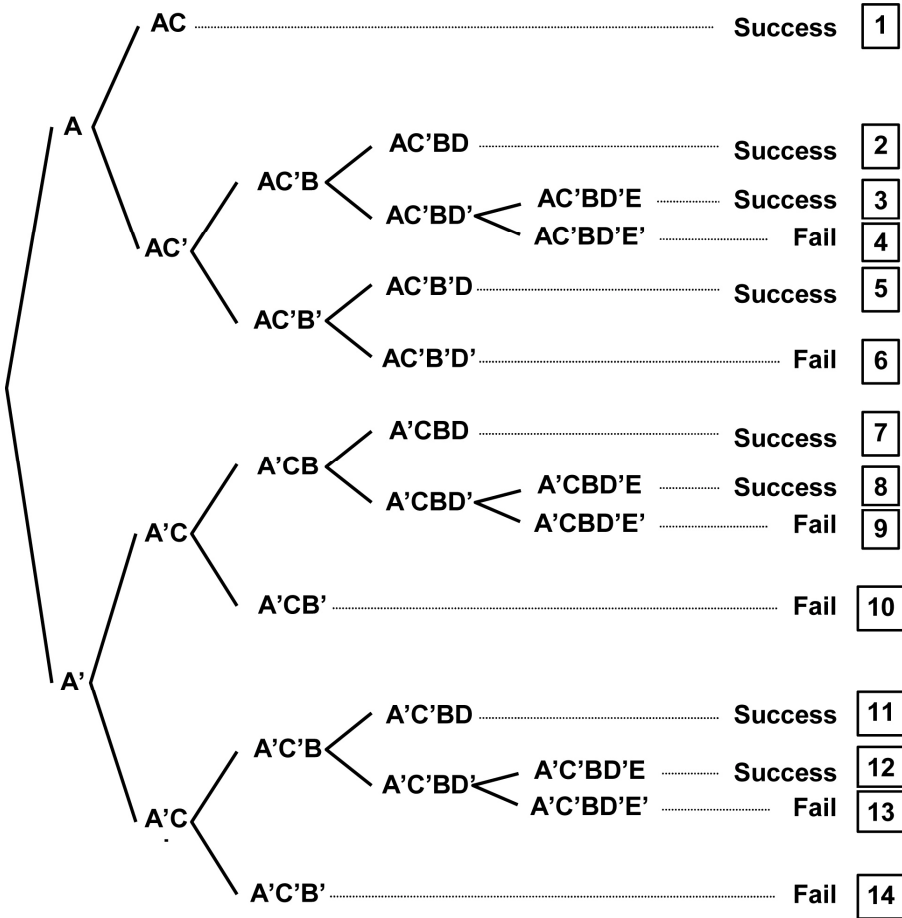 AC Success 1
A
AC'BD Success 2
AC'B
AC'BD' AC'BD'E Success 3
AC'BD'E' Fail 4
AC'
AC'B'D Success 5
AC'B'
AC'B'D' Fail 6
A'CBD Success 7
A'CB
A'CBD' A'CBD'E Success 8
A'CBD'E' Fail 9
A'C
A'CB' Fail 10
A'
A'C'BD Success 11
A'C'B
A'C'BD' A'C'BD'E Success 12
A'C'BD'E' Fail 13
A'C
A'C'B' Fail 14